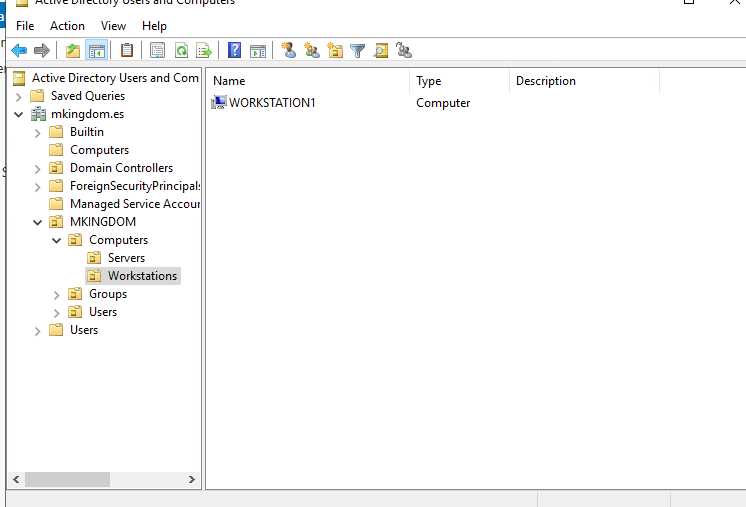 Active Directory Users and Computers
File Action View Help
Active Directory Users and Com
Saved Queries
mkingdom.es
Builtin
Computers
Domain Controllers
ForeignSecurityPrincipals
Managed Service Accour
MKINGDOM
Computers
Servers
Workstations
Groups
Users
Users
Name Type Description
WORKSTATION1 Computer